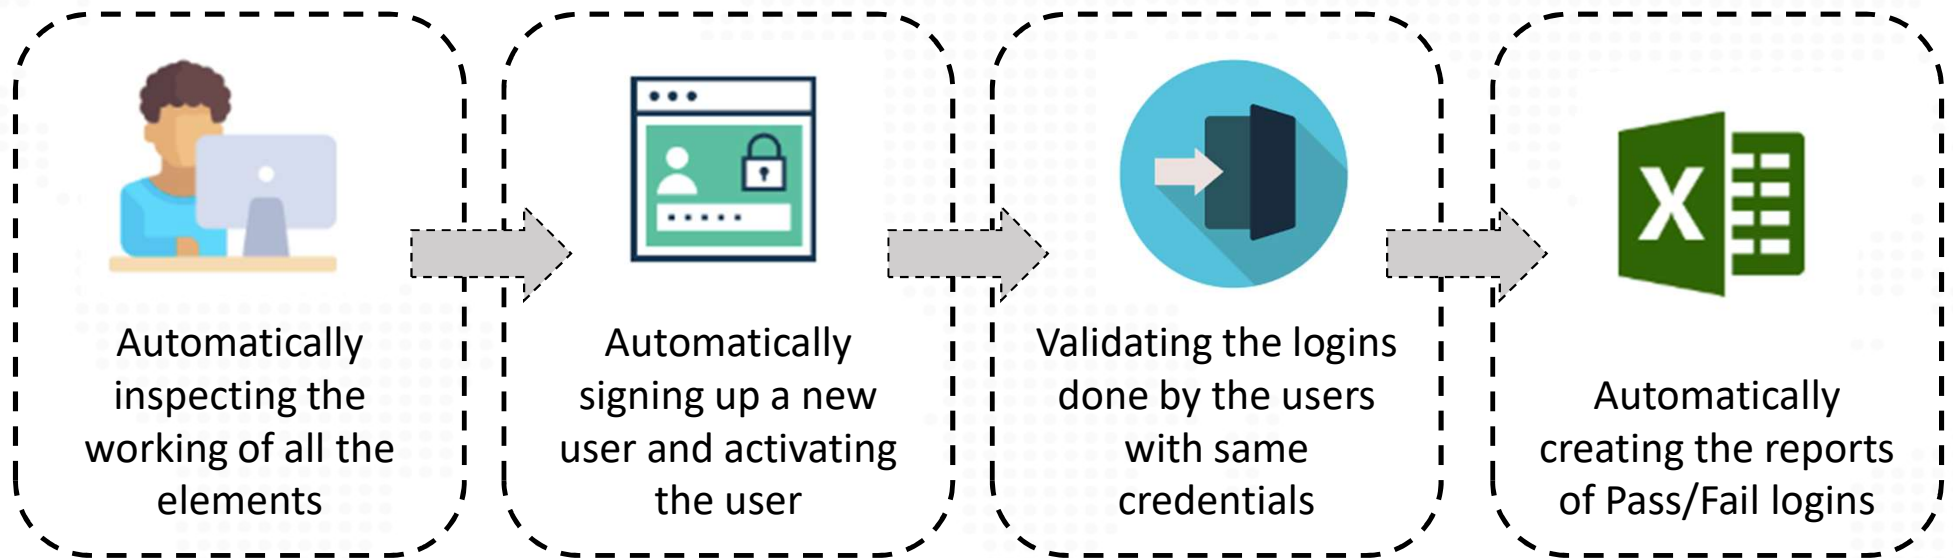 Automatically
inspecting the
working of all the
elements
Automatically
signing up a new
user and activating
the user
Validating the logins
done by the users
with same
credentials
X
Automatically
creating the reports
of Pass/Fail logins